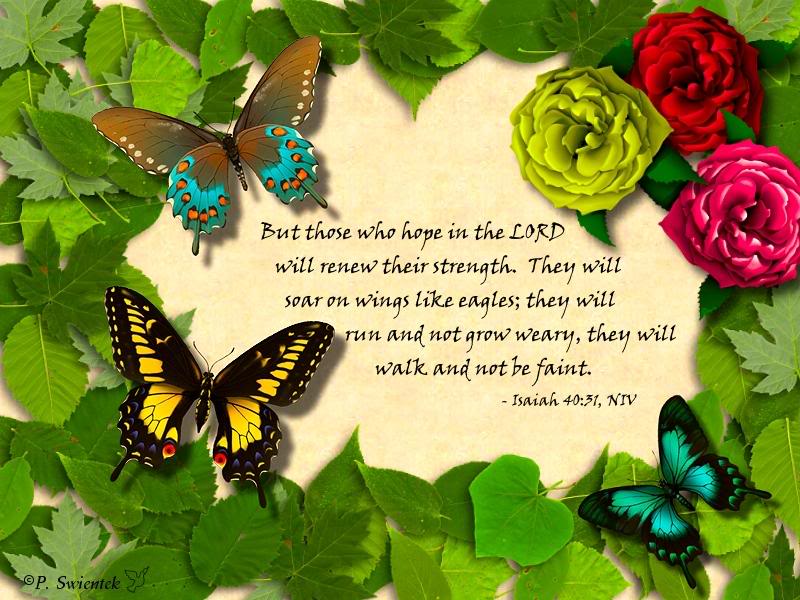 But those who hope in the LORD
will renew their strength. They will
soar on wings like eagles; they will
run and not grow weary, they will
walk and not be faint.
- Isaiah 40:31, NIV
©P. Swientek